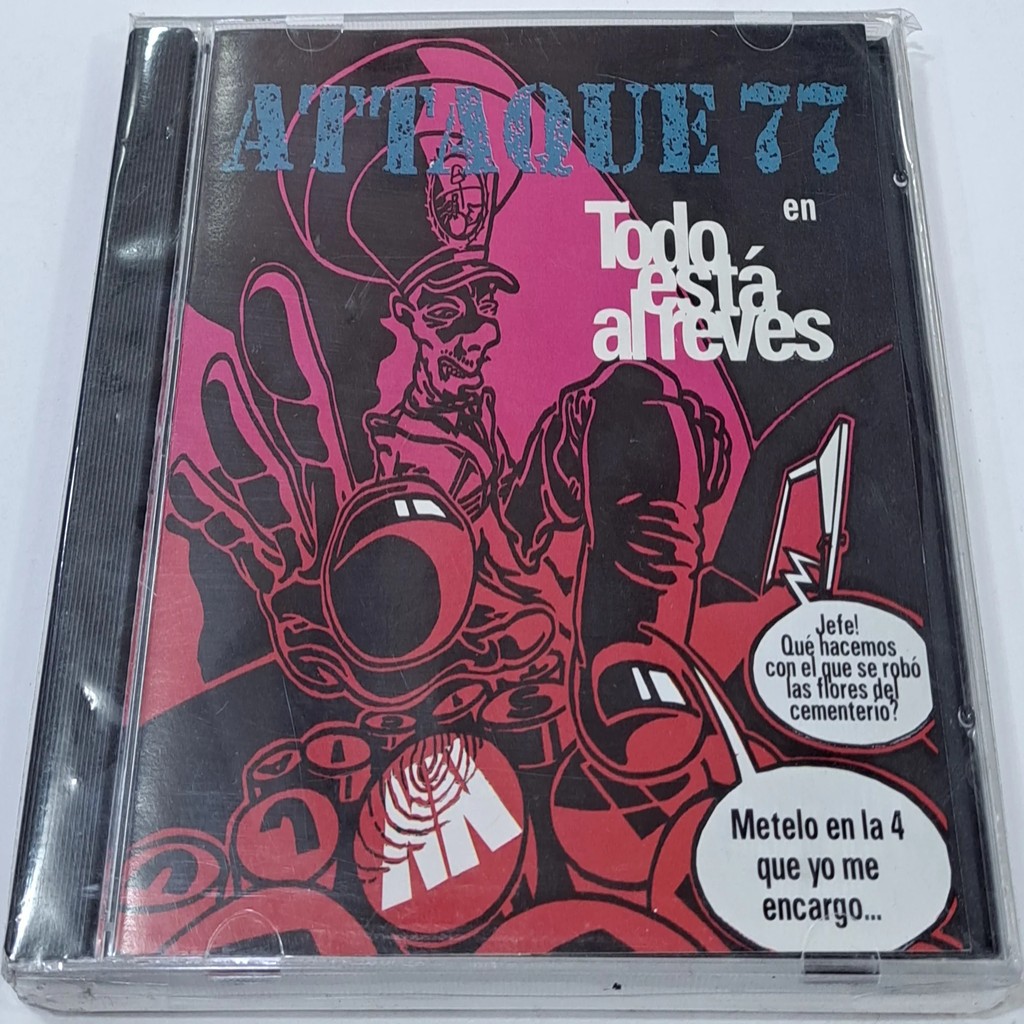 ATTAQUE 77
en
Todo
está
al revés
Jefe!
Qué hacemos
con el que se robó
las flores del
cementerio?
Metelo en la 4
que yo me
encargo...